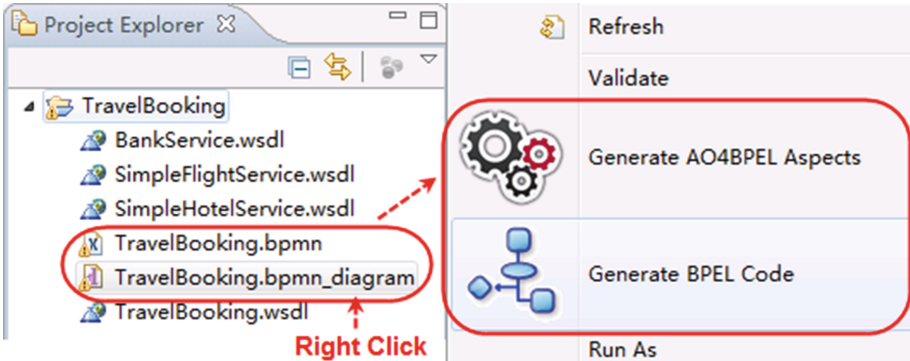 Project Explorer
TravelBooking
BankService.wsdl
SimpleFlightService.wsdl
SimpleHotelService.wsdl
TravelBooking.bpmn
TravelBooking.bpmn_diagram
TravelBooking.wsdl
Right Click
Refresh
Validate
Generate AO4BPEL Aspects
Generate BPEL Code
Run As